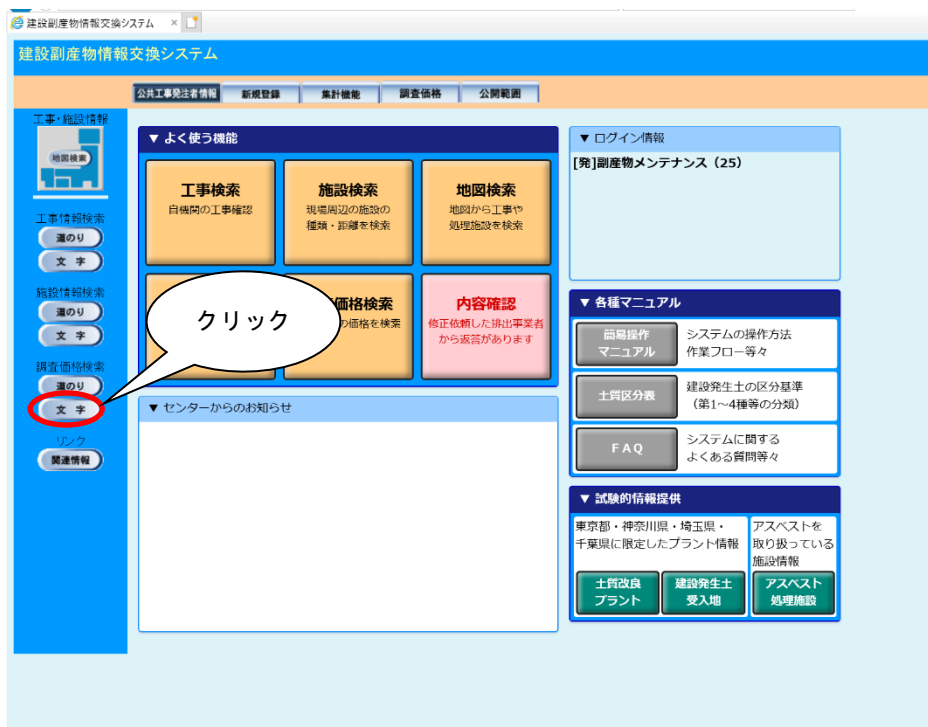 建設副産物情報交換システム ×
建設副産物情報交換システム
公共工事発注者情報 新規登録 集計機能 調査価格 公開範囲
工事・施設情報
地図検索
工事情報検索
道のり
文 字
施設情報検索
道のり
文 字
調査価格検索
道のり
文 字
リンク
関連情報
▼ よく使う機能
工事検索
自機関の工事確認
施設検索
現場周辺の施設の
種類・距離を検索
地図検索
地図から工事や
処理施設を検索
クリック
価格検索
の価格を検索
内容確認
修正依頼した排出事業者
から返答があります
▼ センターからのお知らせ
▼ ログイン情報
[発]副産物メンテナンス（25）
▼ 各種マニュアル
簡易操作
マニュアル
システムの操作方法
作業フロー等々
土質区分表
建設発生土の区分基準
（第1～4種等の分類）
ＦＡＱ
システムに関する
よくある質問等々
▼ 試験的情報提供
東京都・神奈川県・埼玉県・
千葉県に限定したプラント情報
土質改良
プラント
建設発生土
受入地
アスベストを
取り扱っている
施設情報
アスベスト
処理施設